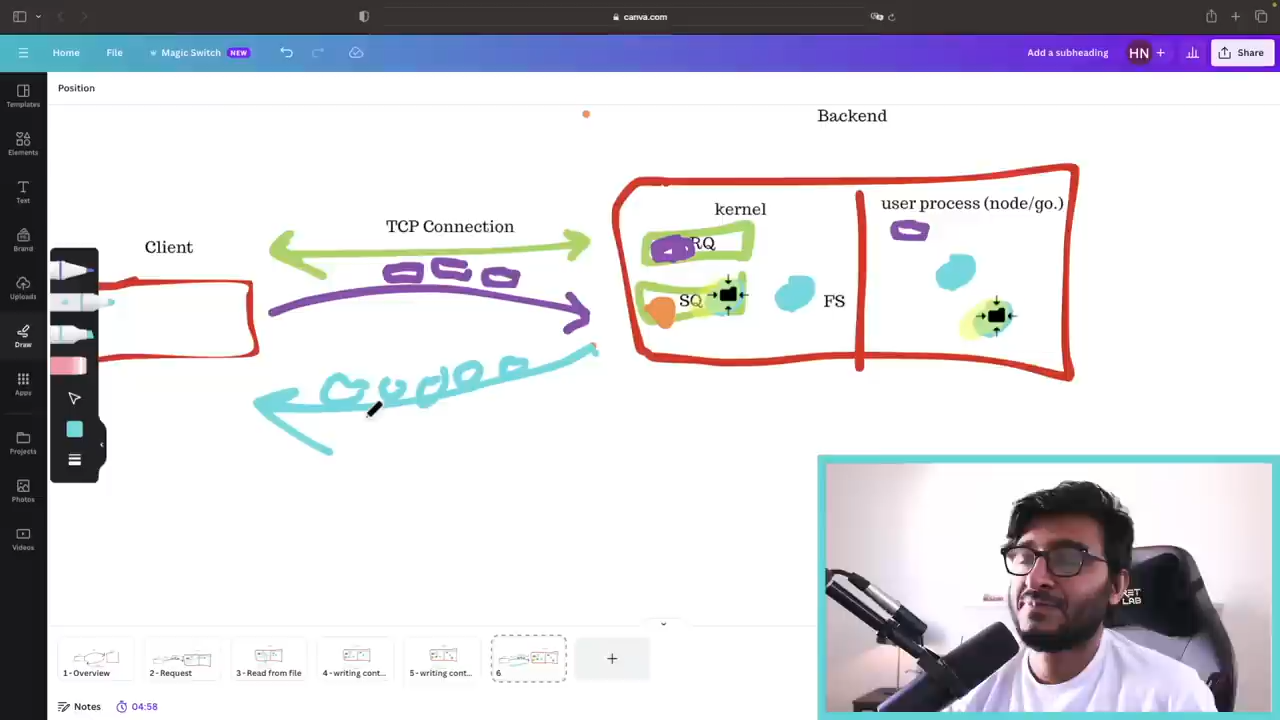 canva.com
Home
File
Magic Switch
NEW
Add a subheading
HN
Share
Position
Templates
Elements
Text
Brand
Uploads
Draw
Apps
Projects
Photos
Videos
Backend
kernel
user process (node/go.)
TCP Connection
Client
RQ
SQ
FS
RET
LAB
1 - Overview
2 - Request
3 - Read from file
4 - writing cont...
5 - writing cont...
6
Notes
04:58